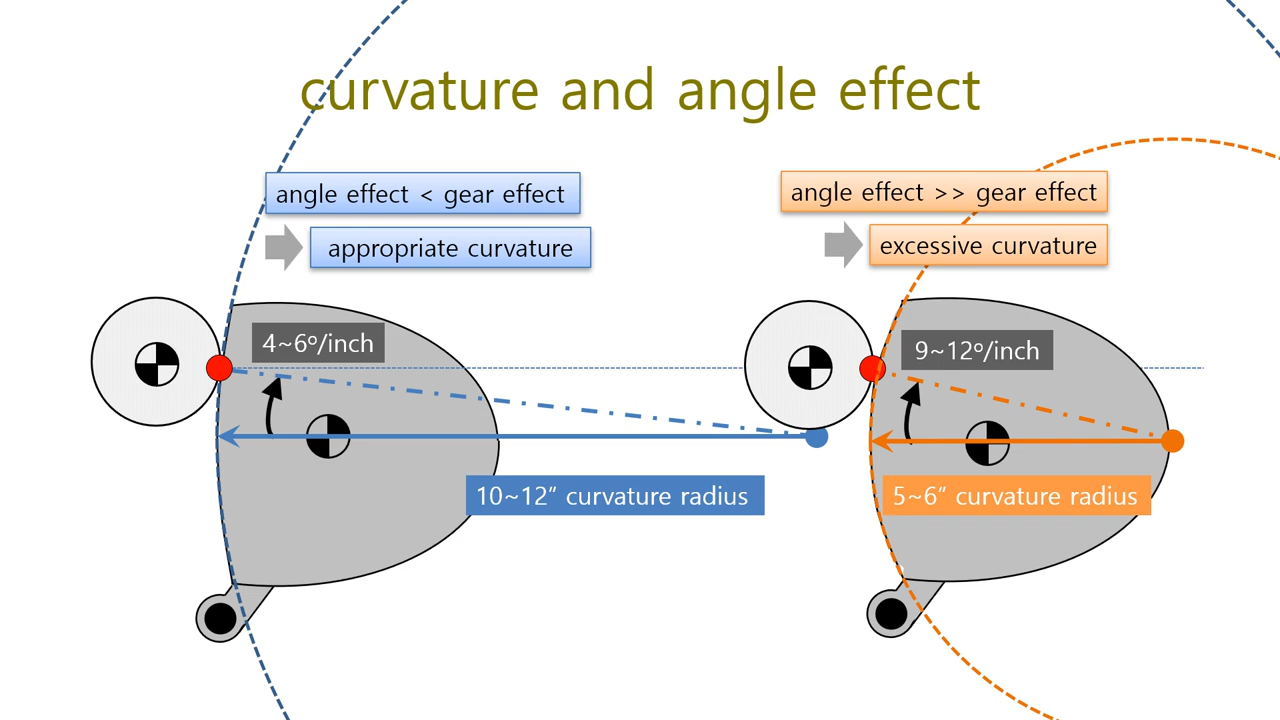 curvature and angle effect
angle effect < gear effect
appropriate curvature
angle effect >> gear effect
excessive curvature
4~6º/inch
9~12º/inch
10~12” curvature radius
5~6” curvature radius